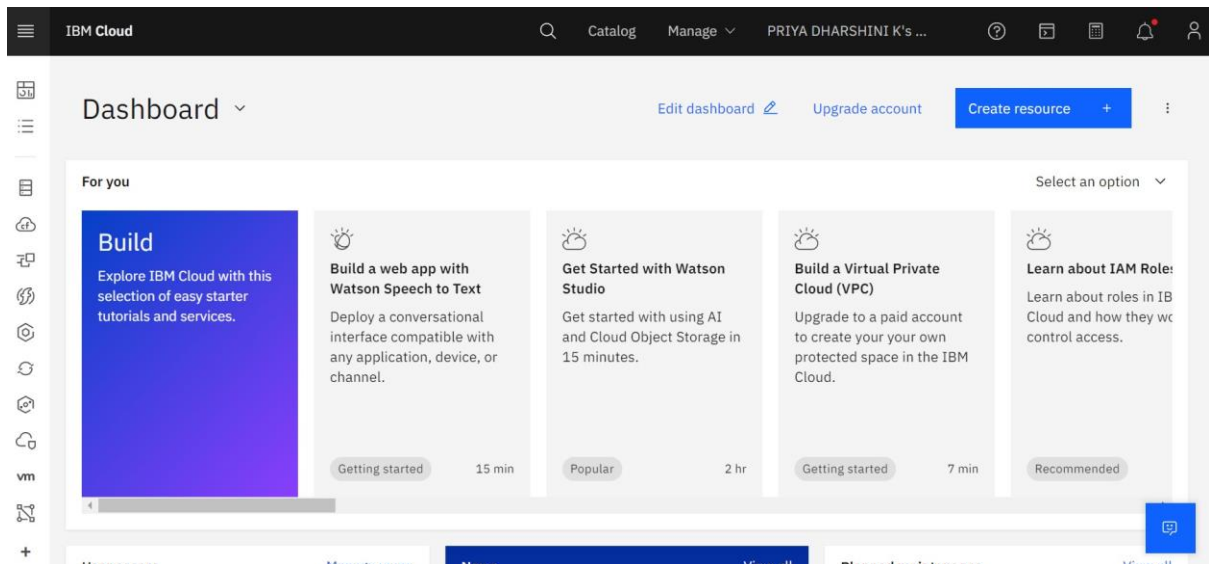 IBM Cloud
Catalog
Manage
PRIYA DHARSHINI K's ...
Dashboard
Edit dashboard
Upgrade account
Create resource +
For you
Select an option
Build
Explore IBM Cloud with this
selection of easy starter
tutorials and services.
Build a web app with
Watson Speech to Text
Deploy a conversational
interface compatible with
any application, device, or
channel.
Getting started
15 min
Get Started with Watson
Studio
Get started with using AI
and Cloud Object Storage in
15 minutes.
Popular
2 hr
Build a Virtual Private
Cloud (VPC)
Upgrade to a paid account
to create your your own
protected space in the IBM
Cloud.
Getting started
7 min
Learn about IAM Roles
Learn about roles in IB
Cloud and how they wo
control access.
Recommended
vm